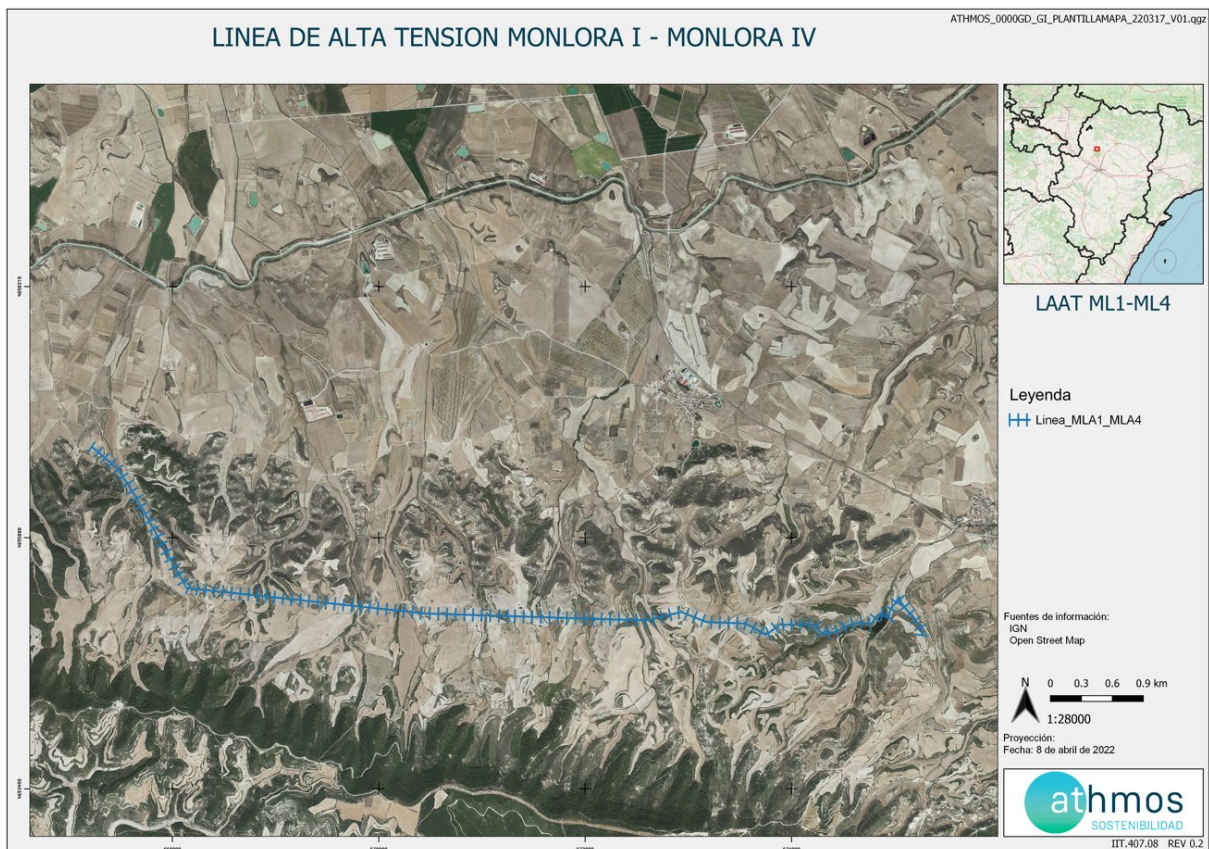 ATHMOS_0000GD_GI_PLANTILLAMAPA_220317_V01.qgz
LINEA DE ALTA TENSION MONLORA I - MONLORA IV
LAAT ML1-ML4
Leyenda
Linea_MLA1_MLA4
Fuentes de información:
IGN
Open Street Map
N
0 0.3 0.6 0.9 km
1:28000
Proyección:
Fecha: 8 de abril de 2022
athmos
SOSTENIBILIDAD
IIT.407.08 REV 0.2